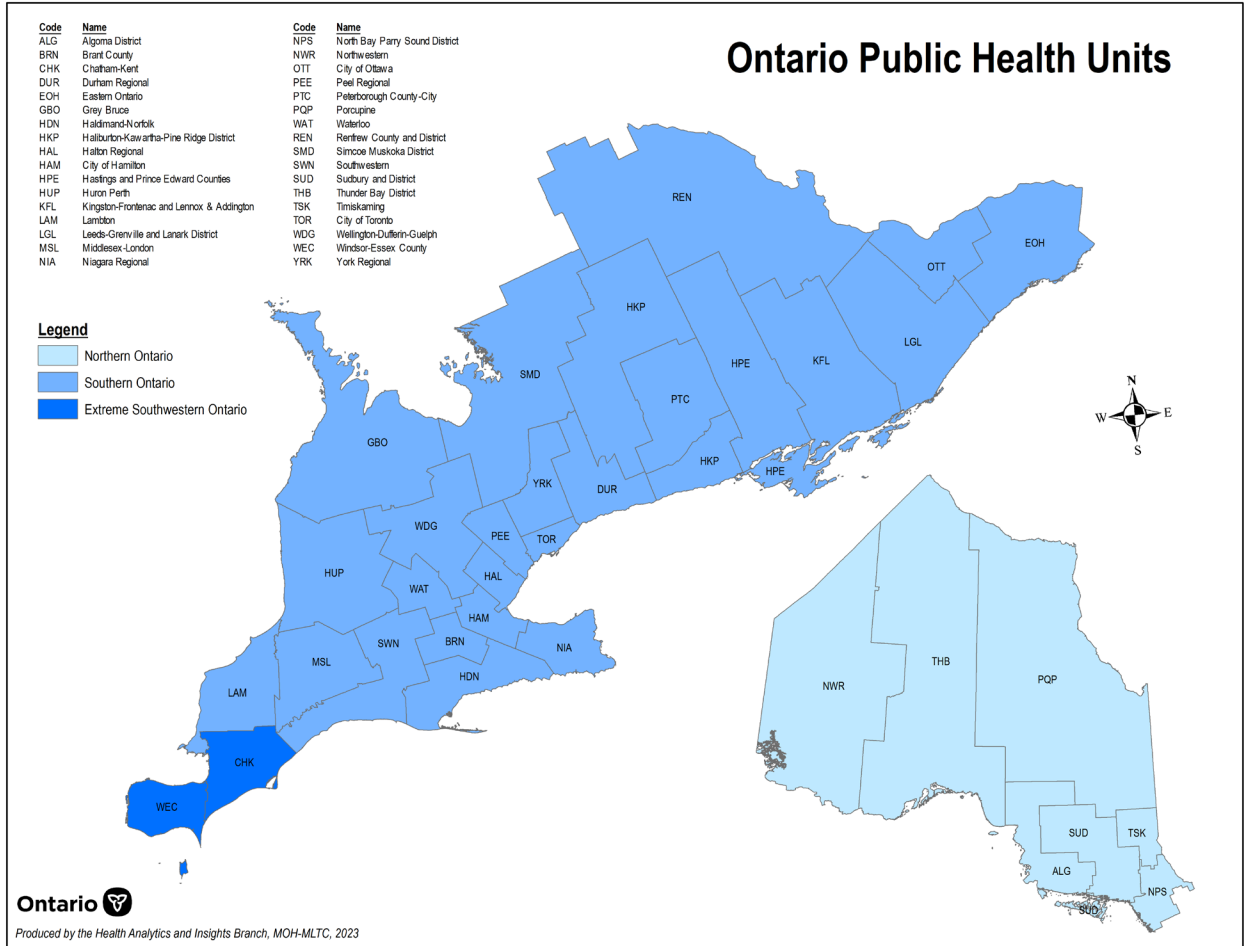 Ontario Public Health Units
Code Name
ALG Algoma District
BRN Brant County
CHK Chatham-Kent
DUR Durham Regional
EOH Eastern Ontario
GBO Grey Bruce
HDN Haldimand-Norfolk
HKP Haliburton-Kawartha-Pine Ridge District
HAL Halton Regional
HAM City of Hamilton
HPE Hastings and Prince Edward Counties
HUP Huron Perth
KFL Kingston-Frontenac and Lennox & Addington
LAM Lambton
LGL Leeds-Grenville and Lanark District
MSL Middlesex-London
NIA Niagara Regional
Code Name
NPS North Bay Parry Sound District
NWR Northwestern
OTT City of Ottawa
PEE Peel Regional
PTC Peterborough County-City
PQP Porcupine
WAT Waterloo
REN Renfrew County and District
SMD Simcoe Muskoka District
SWN Southwestern
SUD Sudbury and District
THB Thunder Bay District
TSK Timiskaming
TOR City of Toronto
WDG Wellington-Dufferin-Guelph
WEC Windsor-Essex County
YRK York Regional
Legend
Northern Ontario
Southern Ontario
Extreme Southwestern Ontario
REN
EOH
OTT
HKP
LGL
HPE
KFL
SMD
PTC
GBO
HKP
HPE
YRK
DUR
WDG
PEE
TOR
HUP
HAL
WAT
HAM
SWN
BRN
NIA
MSL
HDN
LAM
CHK
WEC
N
W E
S
THB
PQP
NWR
SUD
TSK
ALG
NPS
SUD
Ontario
Produced by the Health Analytics and Insights Branch, MOH-MLTC, 2023